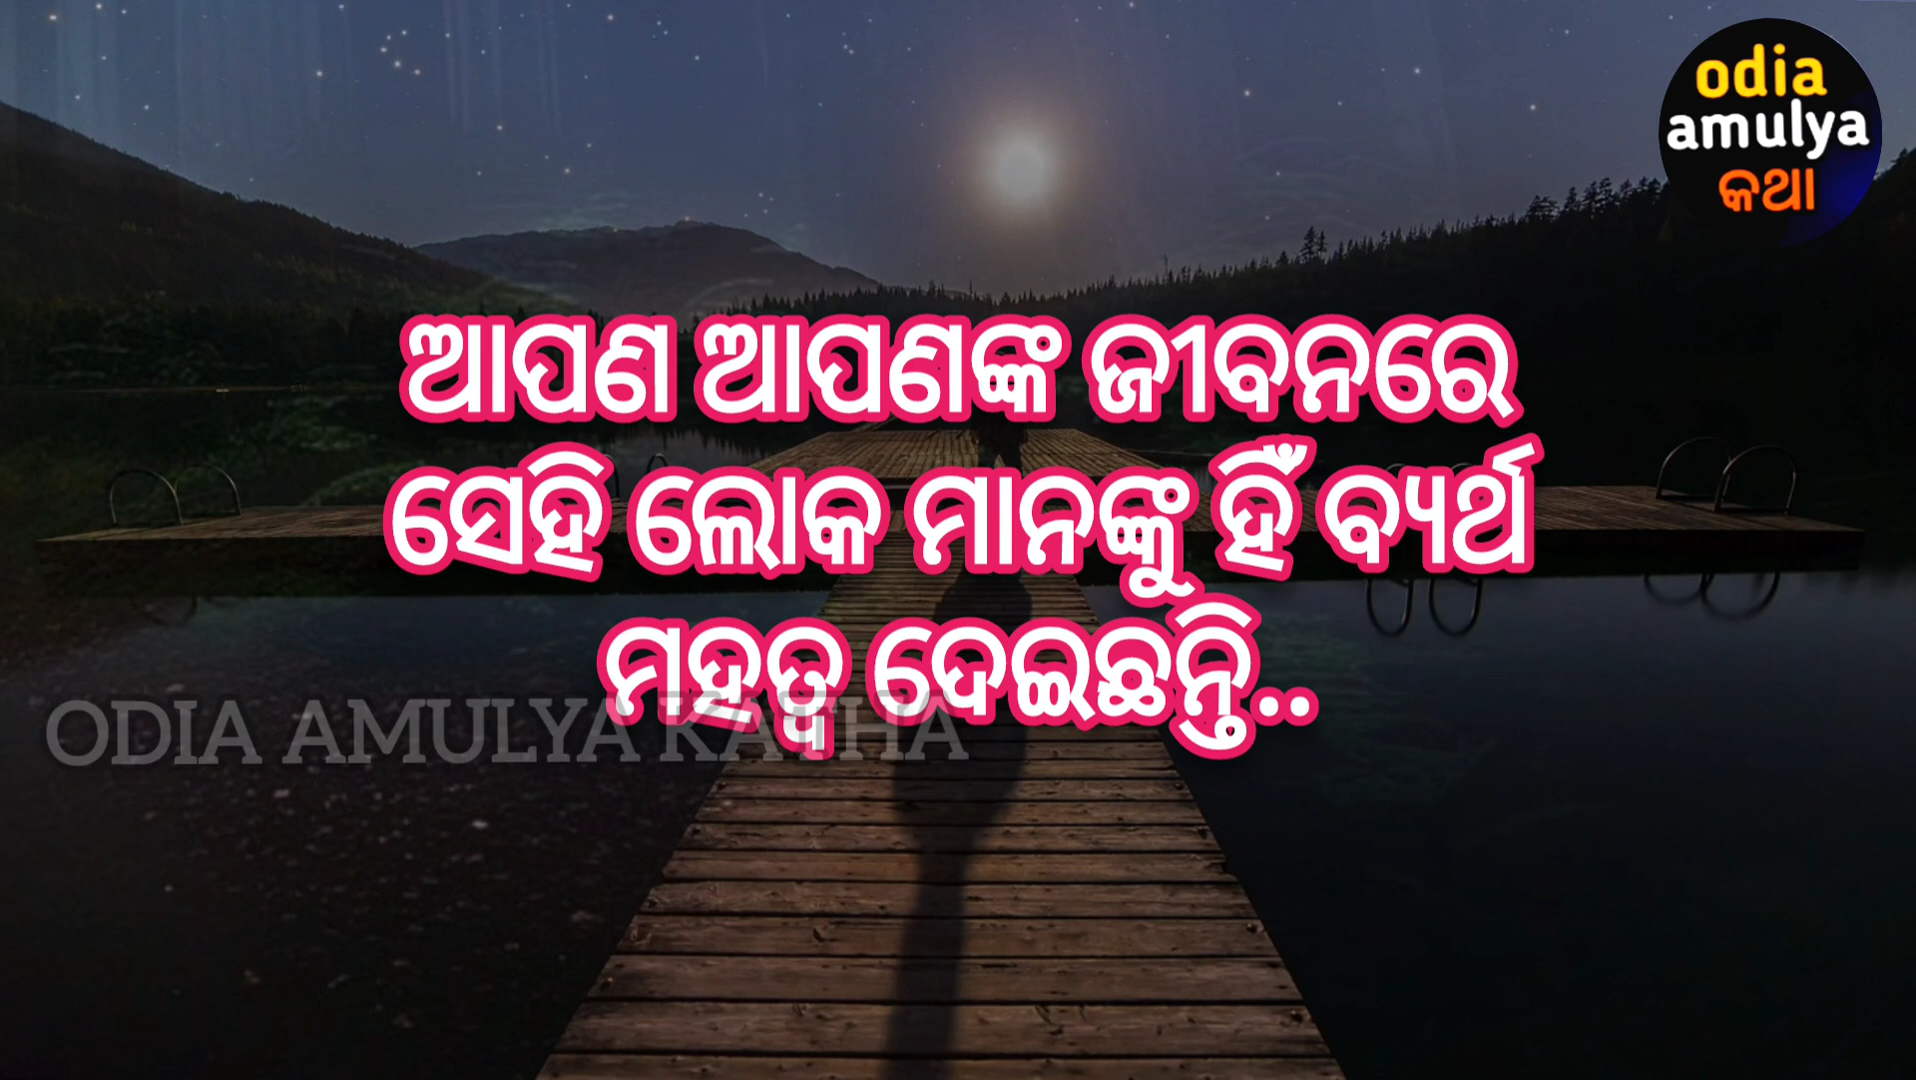 odia
amulya
କଥା
ଆପଣ ଆପଣଙ୍କ ଜୀବନରେ
ସେହି ଲୋକ ମାନଙ୍କୁ ହିଁ ବ୍ୟର୍ଥ
ମହତ୍ୱ ଦେଇଛନ୍ତି..
ODIA AMULYA KATHA